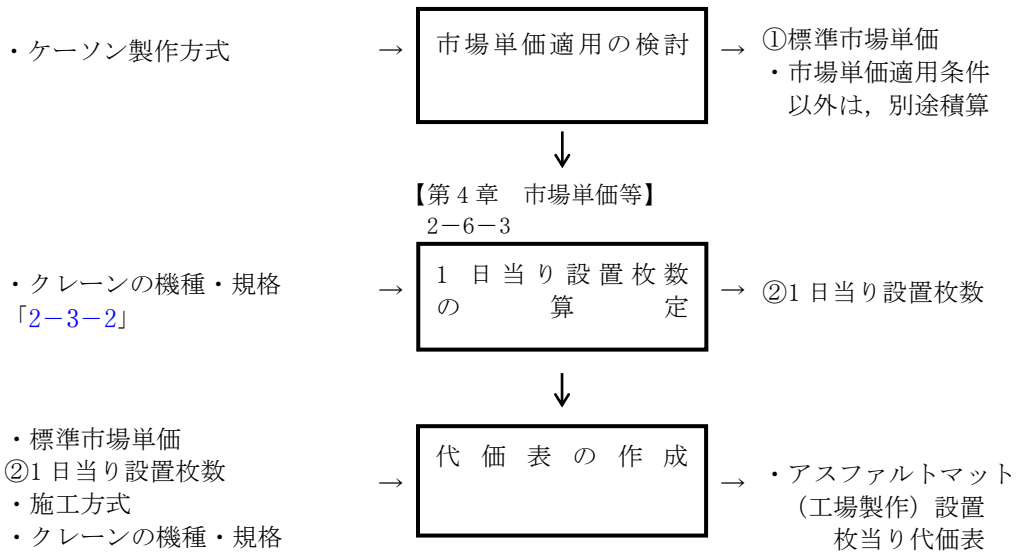 ・ケーソン製作方式 → 市場単価適用の検討 → ①標準市場単価
・市場単価適用条件
以外は，別途積算
↓
【第４章　市場単価等】
2－6－3
・クレーンの機種・規格
「2－3－2」
→
1 日当り設置枚数
の算定
→ ②1 日当り設置枚数
↓
・標準市場単価
②1 日当り設置枚数
・施工方式
・クレーンの機種・規格
→
代価表の作成
→
・アスファルトマット
（工場製作）設置
枚当り代価表